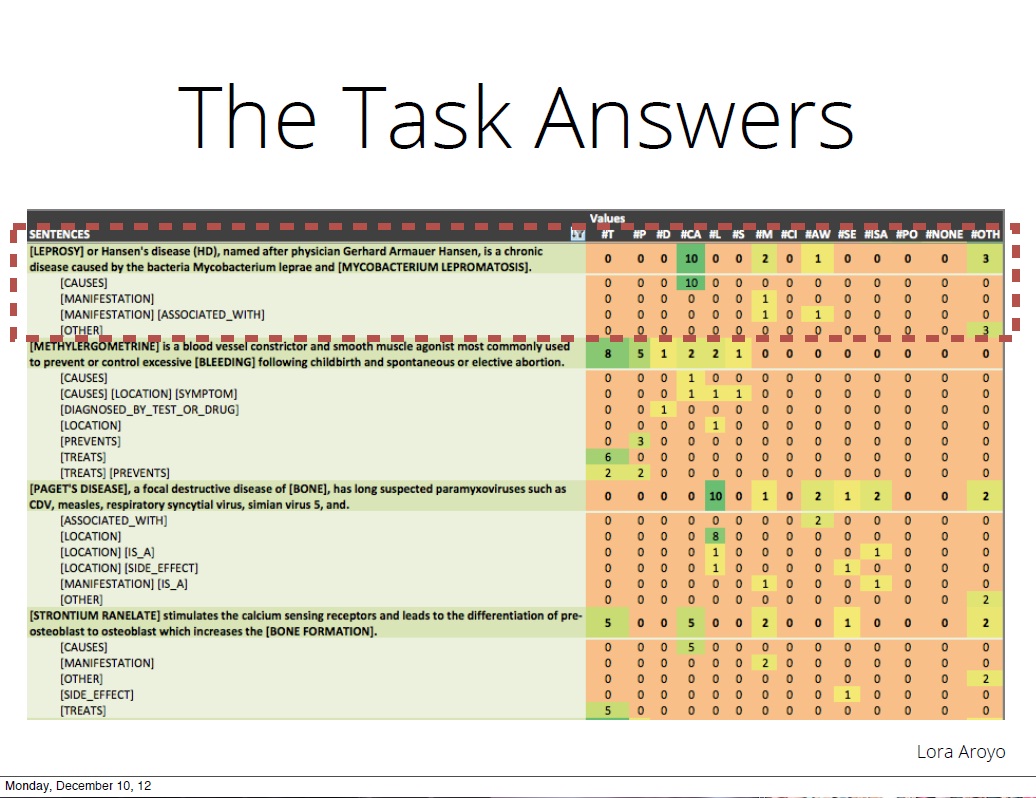 The Task Answers
Values
SENTENCES #T #P #D #CA #L #S #M #CI #AW #SE #ISA #PO #NONE #OTH
[LEPROSY] or Hansen's disease (HD), named after physician Gerhard Armauer Hansen, is a chronic
disease caused by the bacteria Mycobacterium leprae and [MYCOBACTERIUM LEPROMATOSIS]. 0 0 0 10 0 0 2 0 1 0 0 0 0 3
[CAUSES] 0 0 0 10 0 0 0 0 0 0 0 0 0 0
[MANIFESTATION] 0 0 0 0 0 0 1 0 0 0 0 0 0 0
[MANIFESTATION] [ASSOCIATED_WITH] 0 0 0 0 0 0 1 0 1 0 0 0 0 0
[OTHER] 0 0 0 0 0 0 0 0 0 0 0 0 0 3
[METHYLERGOMETRINE] is a blood vessel constrictor and smooth muscle agonist most commonly used
to prevent or control excessive [BLEEDING] following childbirth and spontaneous or elective abortion. 8 5 1 2 2 1 0 0 0 0 0 0 0 0
[CAUSES] 0 0 0 1 0 0 0 0 0 0 0 0 0 0
[CAUSES] [LOCATION] [SYMPTOM] 0 0 0 1 1 1 0 0 0 0 0 0 0 0
[DIAGNOSED_BY_TEST_OR_DRUG] 0 0 1 0 0 0 0 0 0 0 0 0 0 0
[LOCATION] 0 0 0 0 1 0 0 0 0 0 0 0 0 0
[PREVENTS] 0 3 0 0 0 0 0 0 0 0 0 0 0 0
[TREATS] 6 0 0 0 0 0 0 0 0 0 0 0 0 0
[TREATS] [PREVENTS] 2 2 0 0 0 0 0 0 0 0 0 0 0 0
[PAGET'S DISEASE], a focal destructive disease of [BONE], has long suspected paramyxoviruses such as
CDV, measles, respiratory syncytial virus, simian virus 5, and. 0 0 0 0 10 0 1 0 2 1 2 0 0 2
[ASSOCIATED_WITH] 0 0 0 0 0 0 0 0 2 0 0 0 0 0
[LOCATION] 0 0 0 0 8 0 0 0 0 0 0 0 0 0
[LOCATION] [IS_A] 0 0 0 0 1 0 0 0 0 0 1 0 0 0
[LOCATION] [SIDE_EFFECT] 0 0 0 0 1 0 0 0 0 1 0 0 0 0
[MANIFESTATION] [IS_A] 0 0 0 0 0 0 1 0 0 0 1 0 0 0
[OTHER] 0 0 0 0 0 0 0 0 0 0 0 0 0 2
[STRONTIUM RANELATE] stimulates the calcium sensing receptors and leads to the differentiation of pre-
osteoblast to osteoblast which increases the [BONE FORMATION]. 5 0 0 5 0 0 2 0 0 1 0 0 0 2
[CAUSES] 0 0 0 5 0 0 0 0 0 0 0 0 0 0
[MANIFESTATION] 0 0 0 0 0 0 2 0 0 0 0 0 0 0
[OTHER] 0 0 0 0 0 0 0 0 0 0 0 0 0 2
[SIDE_EFFECT] 0 0 0 0 0 0 0 0 0 1 0 0 0 0
[TREATS] 5 0 0 0 0 0 0 0 0 0 0 0 0 0
Lora Aroyo
Monday, December 10, 12